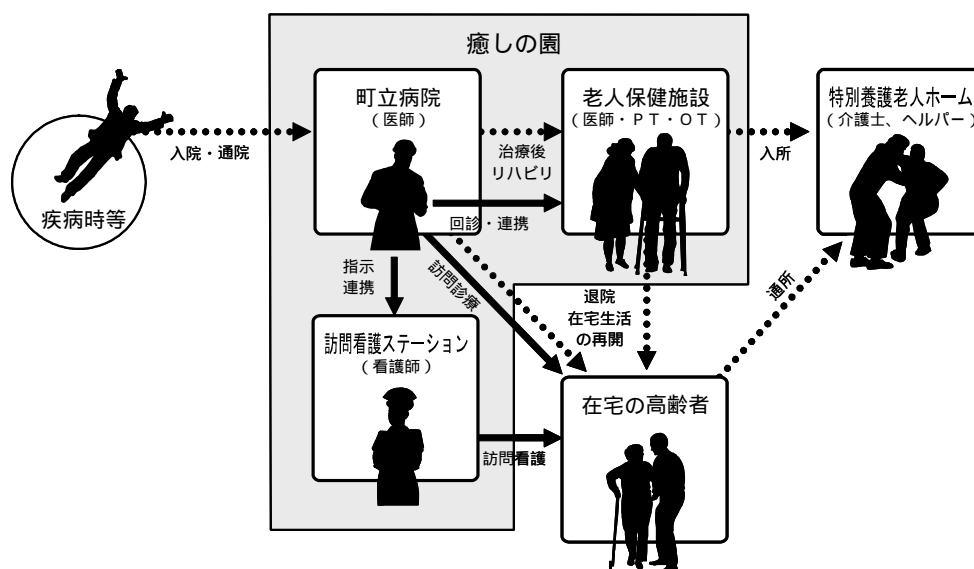 癒しの園
町立病院
(医師)
老人保健施設
(医師・PT・OT)
特別養護老人ホーム
(介護士、ヘルパー)
入院・通院
疾病時等
治療後
リハビリ
入所
回診・連携
指示
連携
訪問診療
退院
在宅生活
の再開
通所
訪問看護ステーション
(看護師)
訪問看護
在宅の高齢者